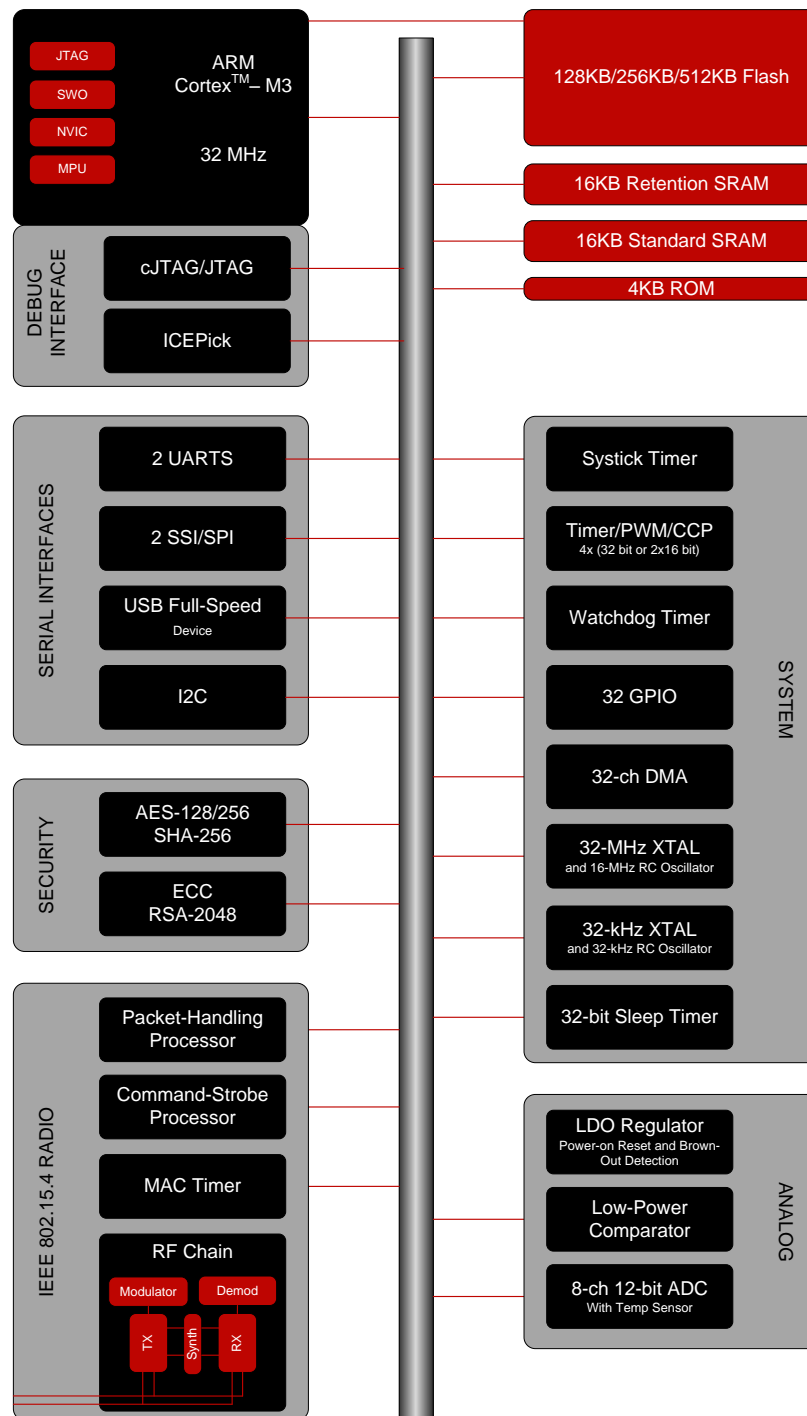 JTAG
SWO
NVIC
MPU
ARM
Cortex™– M3
32 MHz
128KB/256KB/512KB Flash
16KB Retention SRAM
16KB Standard SRAM
4KB ROM
DEBUG
INTERFACE
cJTAG/JTAG
ICEPick
SERIAL INTERFACES
2 UARTS
2 SSI/SPI
USB Full-Speed
Device
I2C
SYSTEM
Systick Timer
Timer/PWM/CCP
4x (32 bit or 2x16 bit)
Watchdog Timer
32 GPIO
32-ch DMA
32-MHz XTAL
and 16-MHz RC Oscillator
32-kHz XTAL
and 32-kHz RC Oscillator
32-bit Sleep Timer
SECURITY
AES-128/256
SHA-256
ECC
RSA-2048
IEEE 802.15.4 RADIO
Packet-Handling
Processor
Command-Strobe
Processor
MAC Timer
RF Chain
Modulator
Demod
TX
Synth
RX
ANALOG
LDO Regulator
Power-on Reset and Brown-
Out Detection
Low-Power
Comparator
8-ch 12-bit ADC
With Temp Sensor